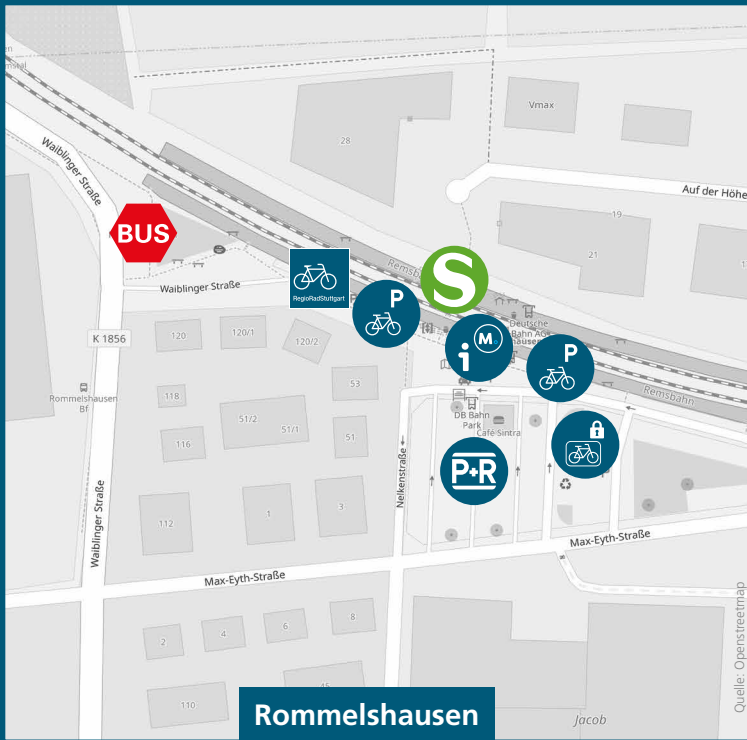 Vmax
28
Auf der Höhe
19
21
Waiblinger Straße
BUS
RegioRadStuttgart
Remsbahn
S
P
Waiblinger Straße
K 1856
120
120/1
120/2
i
M
Deutsche
Bahn AG
P
Remsbahn
Rommelshausen
Bf
118
53
51/2
51/1
51
116
DB Bahn
Park
Café Sintra
Nelkenstraße
P+R
112
1
3
Waiblinger Straße
Max-Eyth-Straße
Max-Eyth-Straße
2
4
6
8
110
Jacob
Rommelshausen
Quelle: Openstreetmap